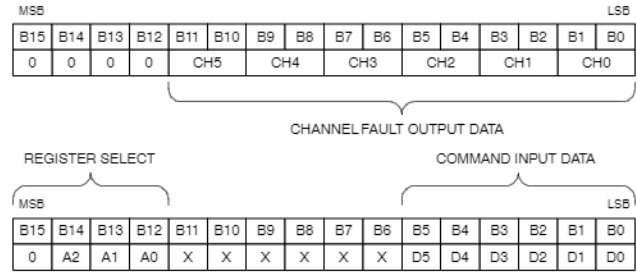 MSB LSB
B15 B14 B13 B12 B11 B10 B9 B8 B7 B6 B5 B4 B3 B2 B1 B0
0 0 0 0 CH5 CH4 CH3 CH2 CH1 CH0
CHANNEL FAULT OUTPUT DATA
REGISTER SELECT COMMAND INPUT DATA
MSB LSB
B15 B14 B13 B12 B11 B10 B9 B8 B7 B6 B5 B4 B3 B2 B1 B0
0 A2 A1 A0 X X X X X X D5 D4 D3 D2 D1 D0